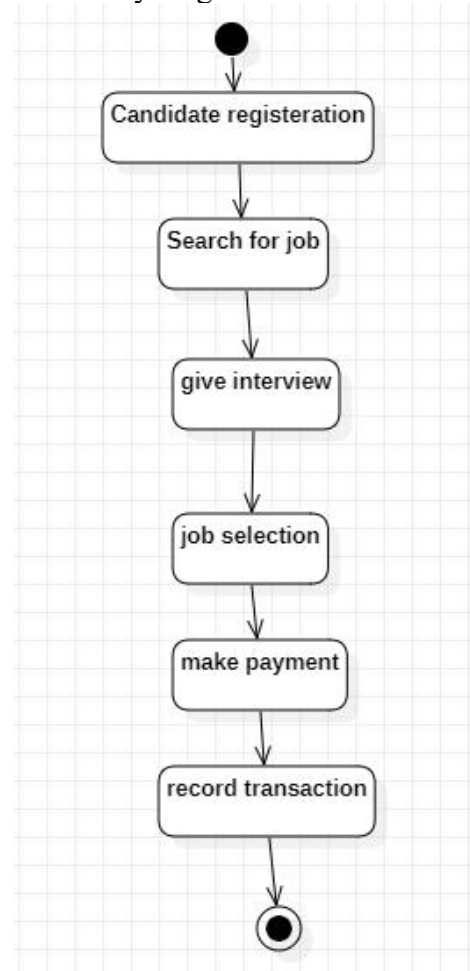 Candidate registeration
Search for job
give interview
job selection
make payment
record transaction